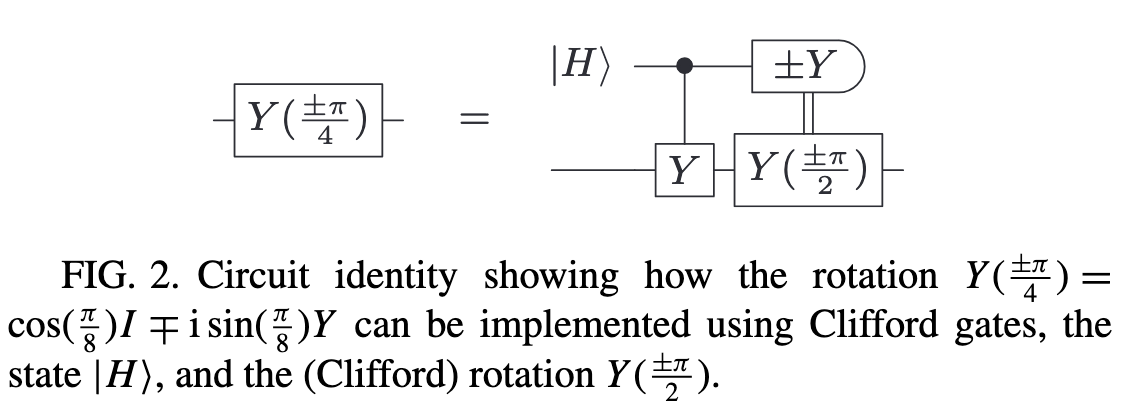 |H⟩ ±Y
Y(±π/4) = Y Y(±π/2)
FIG. 2. Circuit identity showing how the rotation Y(±π/4) =
cos(π/8)I ∓ i sin(π/8)Y can be implemented using Clifford gates, the
state |H⟩, and the (Clifford) rotation Y(±π/2).